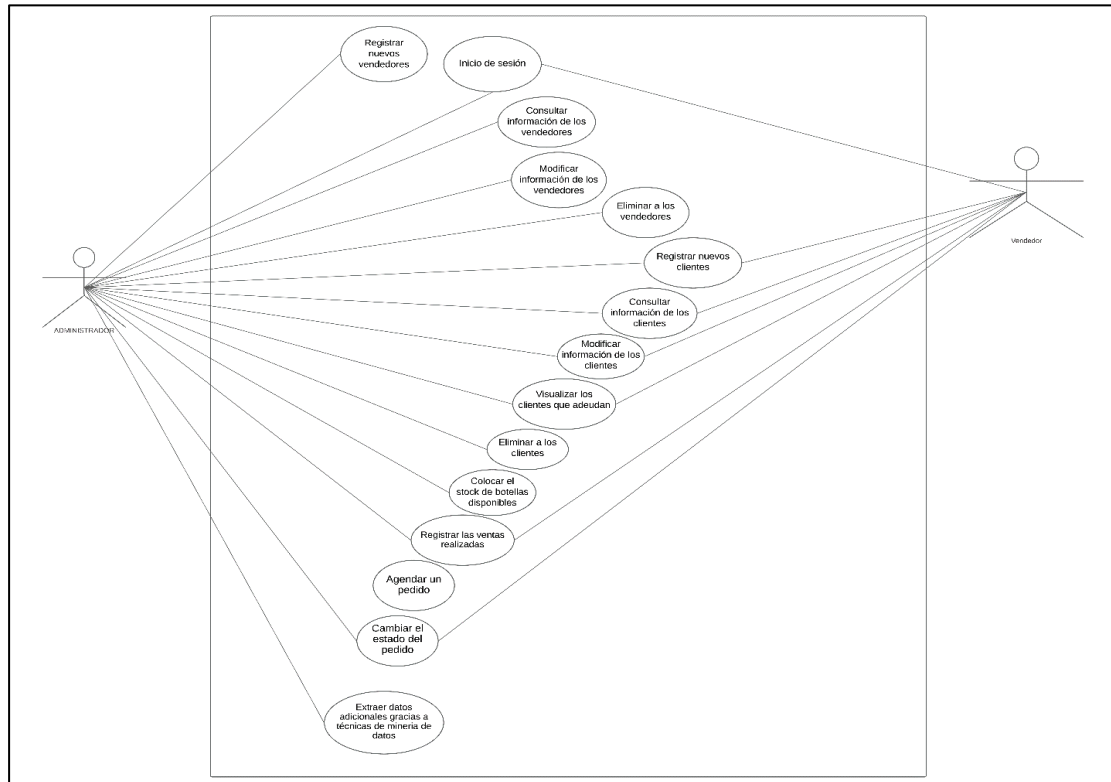 Registrar
nuevos
vendedores
Inicio de sesión
Consultar
información de los
vendedores
Modificar
información de los
vendedores
Eliminar a los
vendedores
Vendedor
Registrar nuevos
clientes
ADMINISTRADOR
Consultar
información de los
clientes
Modificar
información de los
clientes
Visualizar los
clientes que adeudan
Eliminar a los
clientes
Colocar el
stock de botellas
disponibles
Registrar las ventas
realizadas
Agendar un
pedido
Cambiar el
estado del
pedido
Extraer datos
adicionales gracias a
técnicas de mineria de
datos